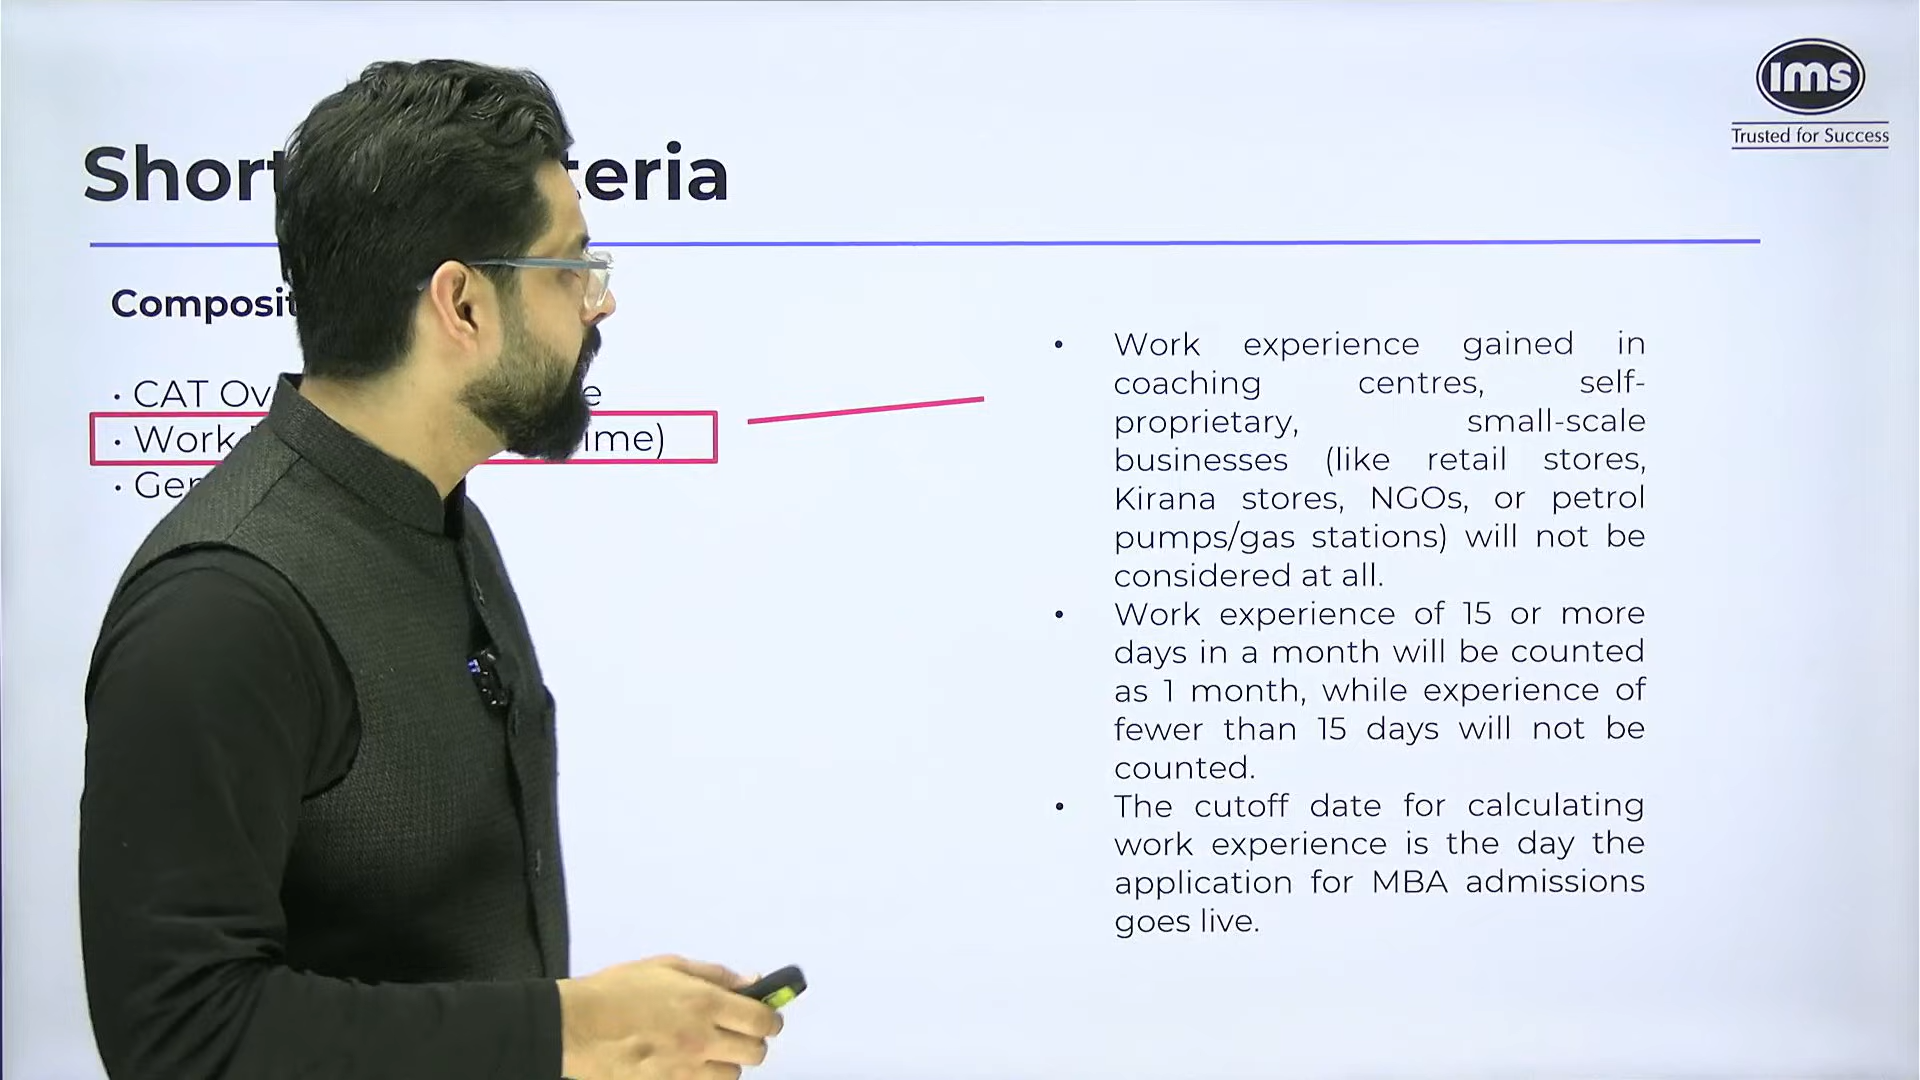 ims
Trusted for Success
Short teria
Composit
• CAT Ov e
• Work ime)
• Ge
• Work experience gained in
coaching centres, self-
proprietary, small-scale
businesses (like retail stores,
Kirana stores, NGOs, or petrol
pumps/gas stations) will not be
considered at all.
• Work experience of 15 or more
days in a month will be counted
as 1 month, while experience of
fewer than 15 days will not be
counted.
• The cutoff date for calculating
work experience is the day the
application for MBA admissions
goes live.